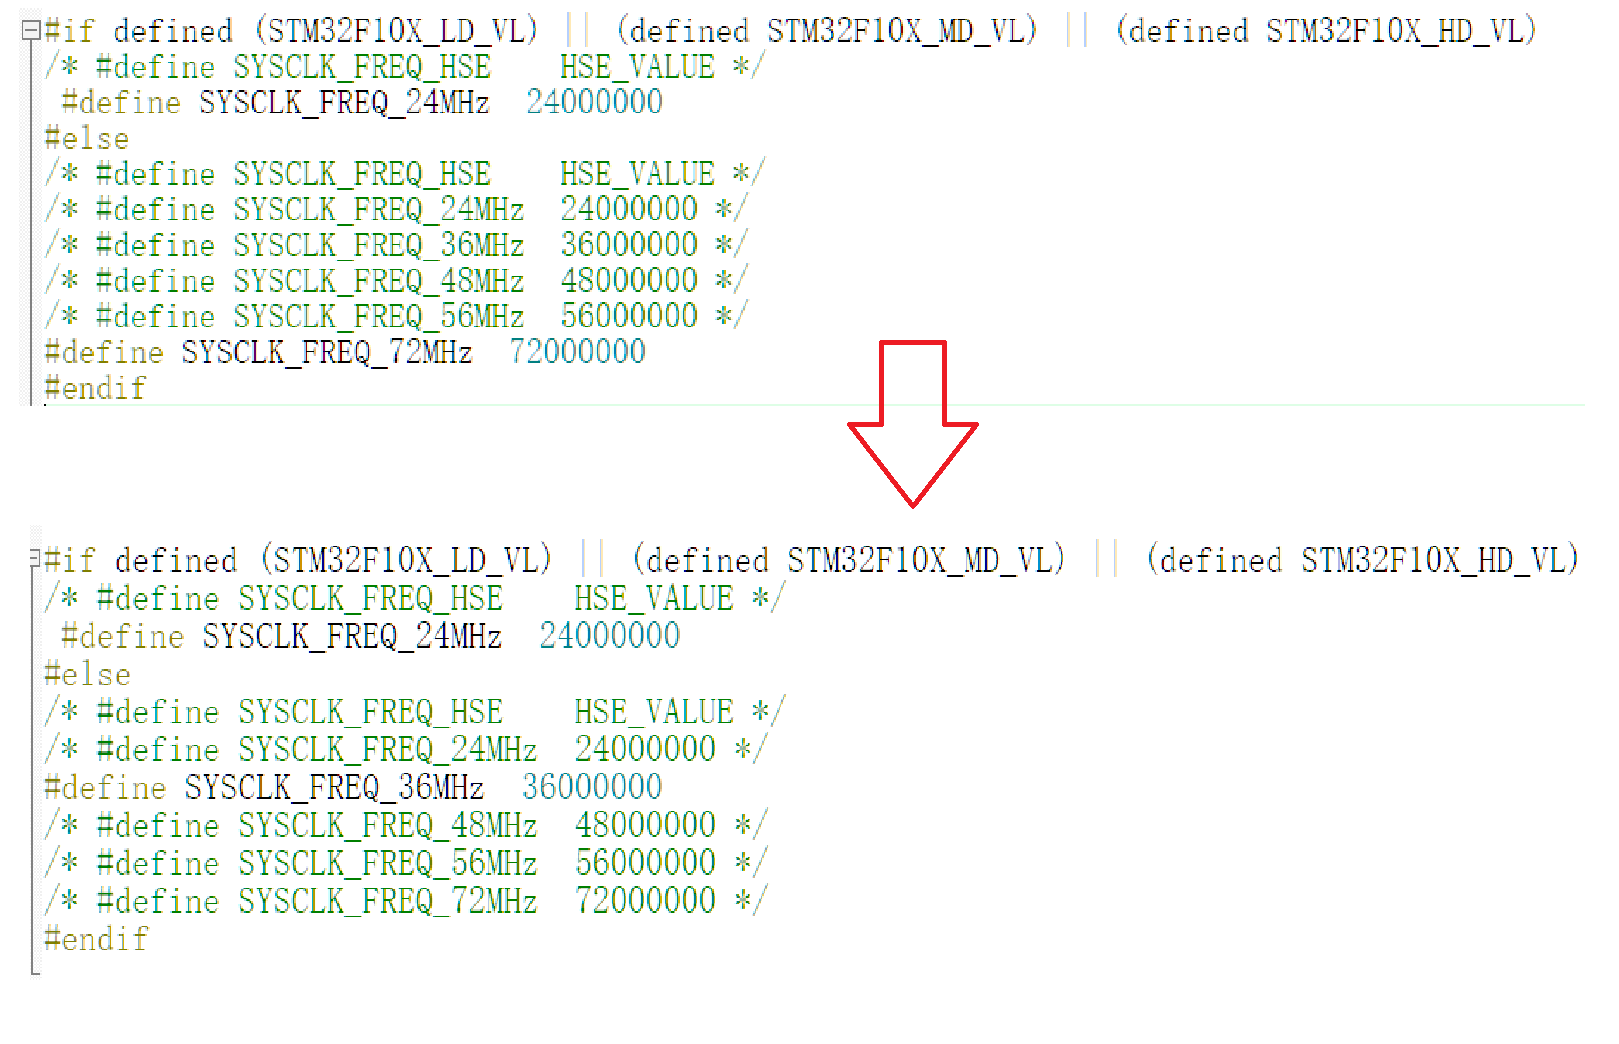 #if defined (STM32F10X_LD_VL) || (defined STM32F10X_MD_VL) || (defined STM32F10X_HD_VL)
/* #define SYSCLK_FREQ_HSE    HSE_VALUE */
 #define SYSCLK_FREQ_24MHz  24000000
#else
/* #define SYSCLK_FREQ_HSE    HSE_VALUE */
/* #define SYSCLK_FREQ_24MHz  24000000 */
/* #define SYSCLK_FREQ_36MHz  36000000 */
/* #define SYSCLK_FREQ_48MHz  48000000 */
/* #define SYSCLK_FREQ_56MHz  56000000 */
#define SYSCLK_FREQ_72MHz  72000000
#endif
#if defined (STM32F10X_LD_VL) || (defined STM32F10X_MD_VL) || (defined STM32F10X_HD_VL)
/* #define SYSCLK_FREQ_HSE    HSE_VALUE */
 #define SYSCLK_FREQ_24MHz  24000000
#else
/* #define SYSCLK_FREQ_HSE    HSE_VALUE */
/* #define SYSCLK_FREQ_24MHz  24000000 */
#define SYSCLK_FREQ_36MHz  36000000
/* #define SYSCLK_FREQ_48MHz  48000000 */
/* #define SYSCLK_FREQ_56MHz  56000000 */
/* #define SYSCLK_FREQ_72MHz  72000000 */
#endif